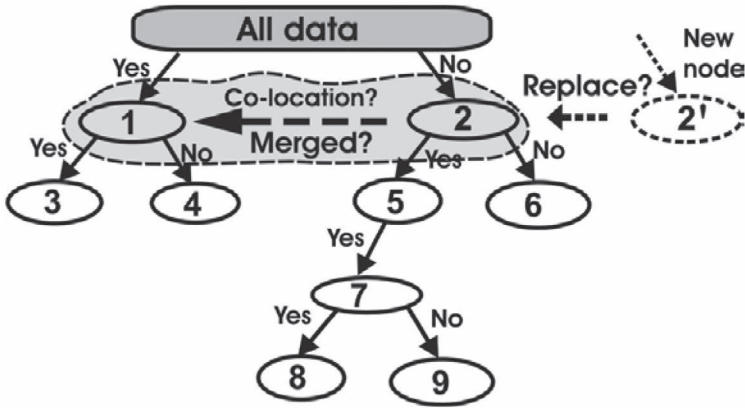 All data
New
node
Yes
No
Replace?
Co-location?
1
2
2'
Merged?
Yes
No
Yes
No
3
4
5
6
Yes
7
Yes
No
8
9